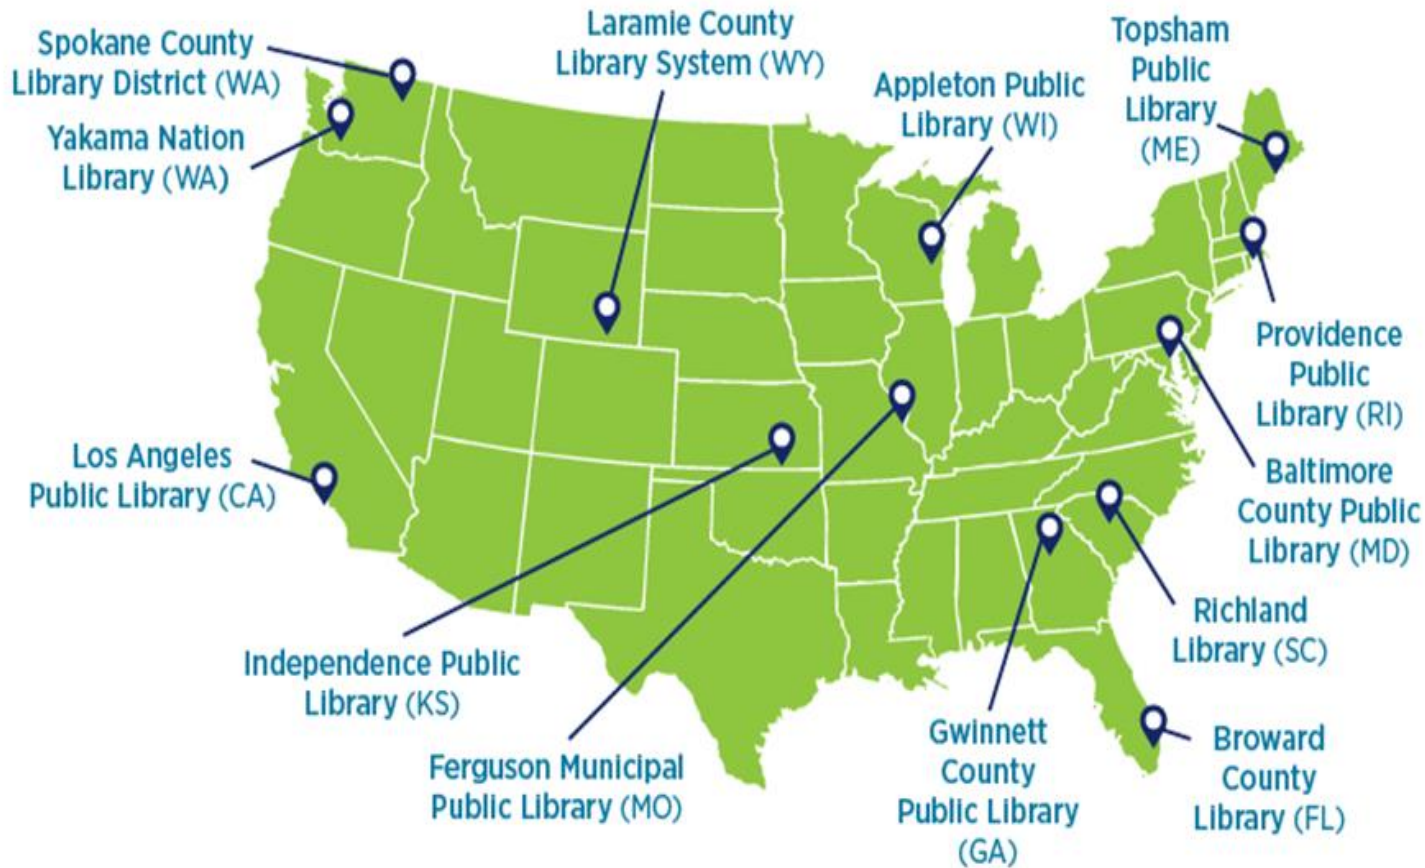 Spokane County
Library District (WA)
Yakama Nation
Library (WA)
Laramie County
Library System (WY)
Appleton Public
Library (WI)
Topsham
Public
Library
(ME)
Providence
Public
Library (RI)
Los Angeles
Public Library (CA)
Baltimore
County Public
Library (MD)
Richland
Library (SC)
Independence Public
Library (KS)
Ferguson Municipal
Public Library (MO)
Gwinnett
County
Public Library
(GA)
Broward
County
Library (FL)